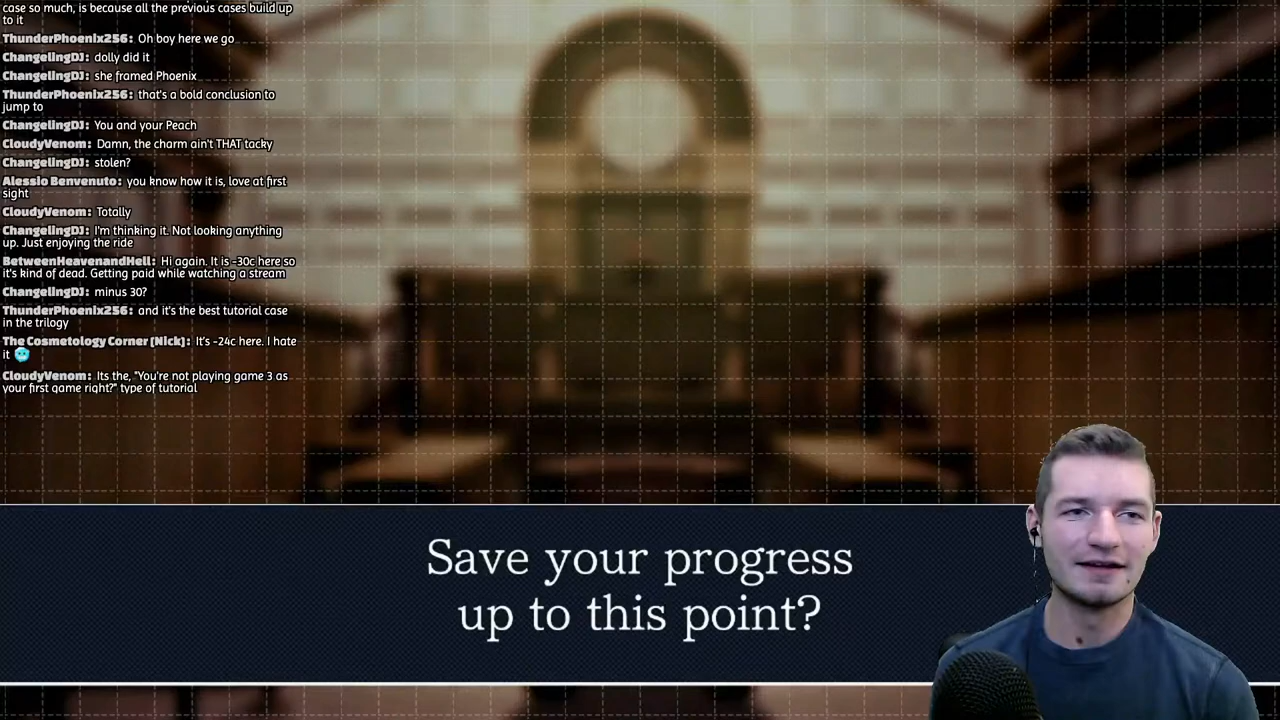 case so much, is because all the previous cases build up
to it
ThunderPhoenix256: Oh boy here we go
ChangelingDJ: dolly did it
ChangelingDJ: she framed Phoenix
ThunderPhoenix256: that's a bold conclusion to
jump to
ChangelingDJ: You and your Peach
CloudyVenom: Damn, the charm ain't THAT tacky
ChangelingDJ: stolen?
Alessio Benvenuto: you know how it is, love at first
sight
CloudyVenom: Totally
ChangelingDJ: I'm thinking it. Not looking anything
up. Just enjoying the ride
BetweenHeavenandHell: Hi again. It is -30c here so
it's kind of dead. Getting paid while watching a stream
ChangelingDJ: minus 30?
ThunderPhoenix256: and it's the best tutorial case
in the trilogy
The Cosmetology Corner (Nick): It's -24c here. I hate
it 🥶
CloudyVenom: Its the, "You're not playing game 3 as
your first game right?" type of tutorial
Save your progress
up to this point?